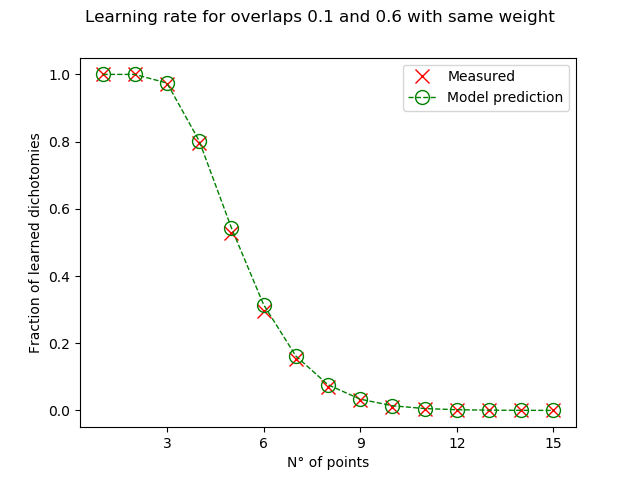 Learning rate for overlaps 0.1 and 0.6 with same weight
Measured
Model prediction
Fraction of learned dichotomies
1.0
0.8
0.6
0.4
0.2
0.0
3 6 9 12 15
N° of points